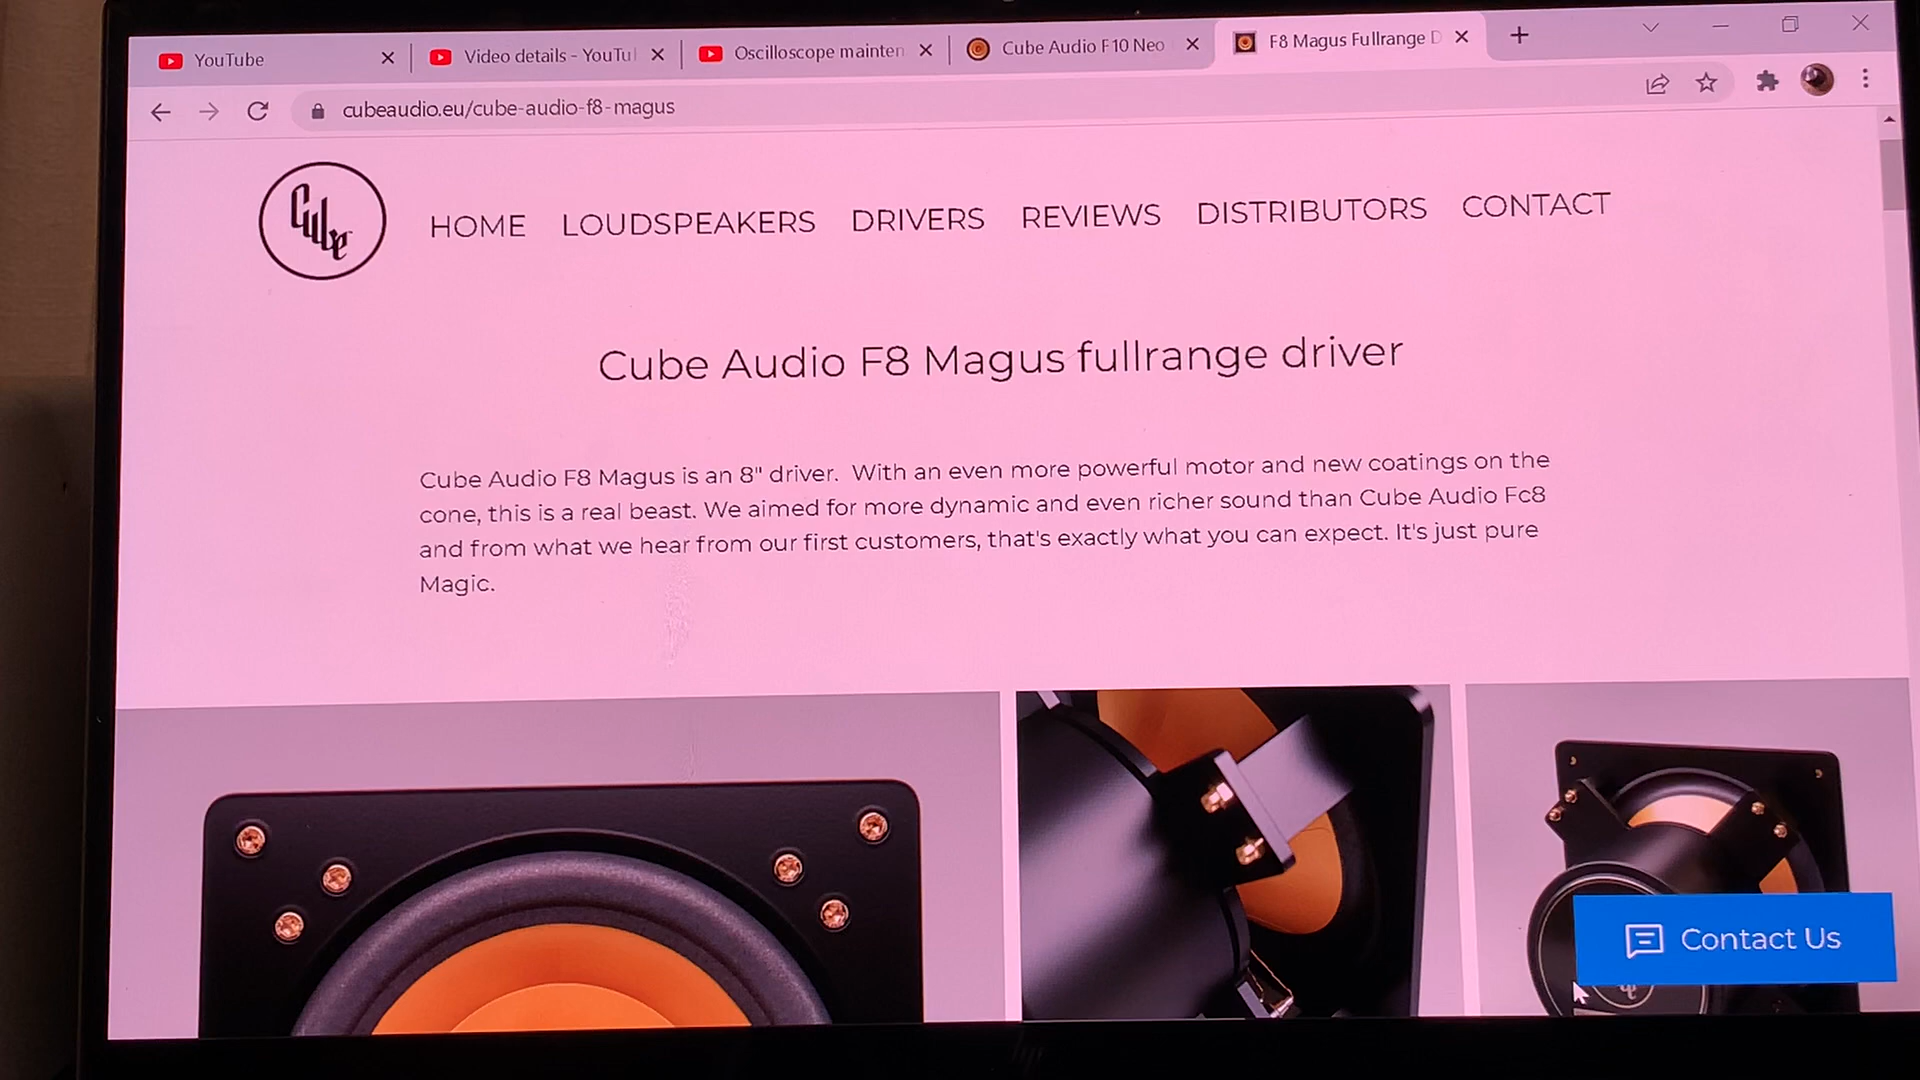 YouTube
Video details - YouTu
Oscilloscope mainten
Cube Audio F10 Neo
F8 Magus Fullrange D
cubeaudio.eu/cube-audio-f8-magus
Cube
HOME LOUDSPEAKERS DRIVERS REVIEWS DISTRIBUTORS CONTACT
Cube Audio F8 Magus fullrange driver
Cube Audio F8 Magus is an 8" driver. With an even more powerful motor and new coatings on the
cone, this is a real beast. We aimed for more dynamic and even richer sound than Cube Audio Fc8
and from what we hear from our first customers, that's exactly what you can expect. It's just pure
Magic.
Contact Us